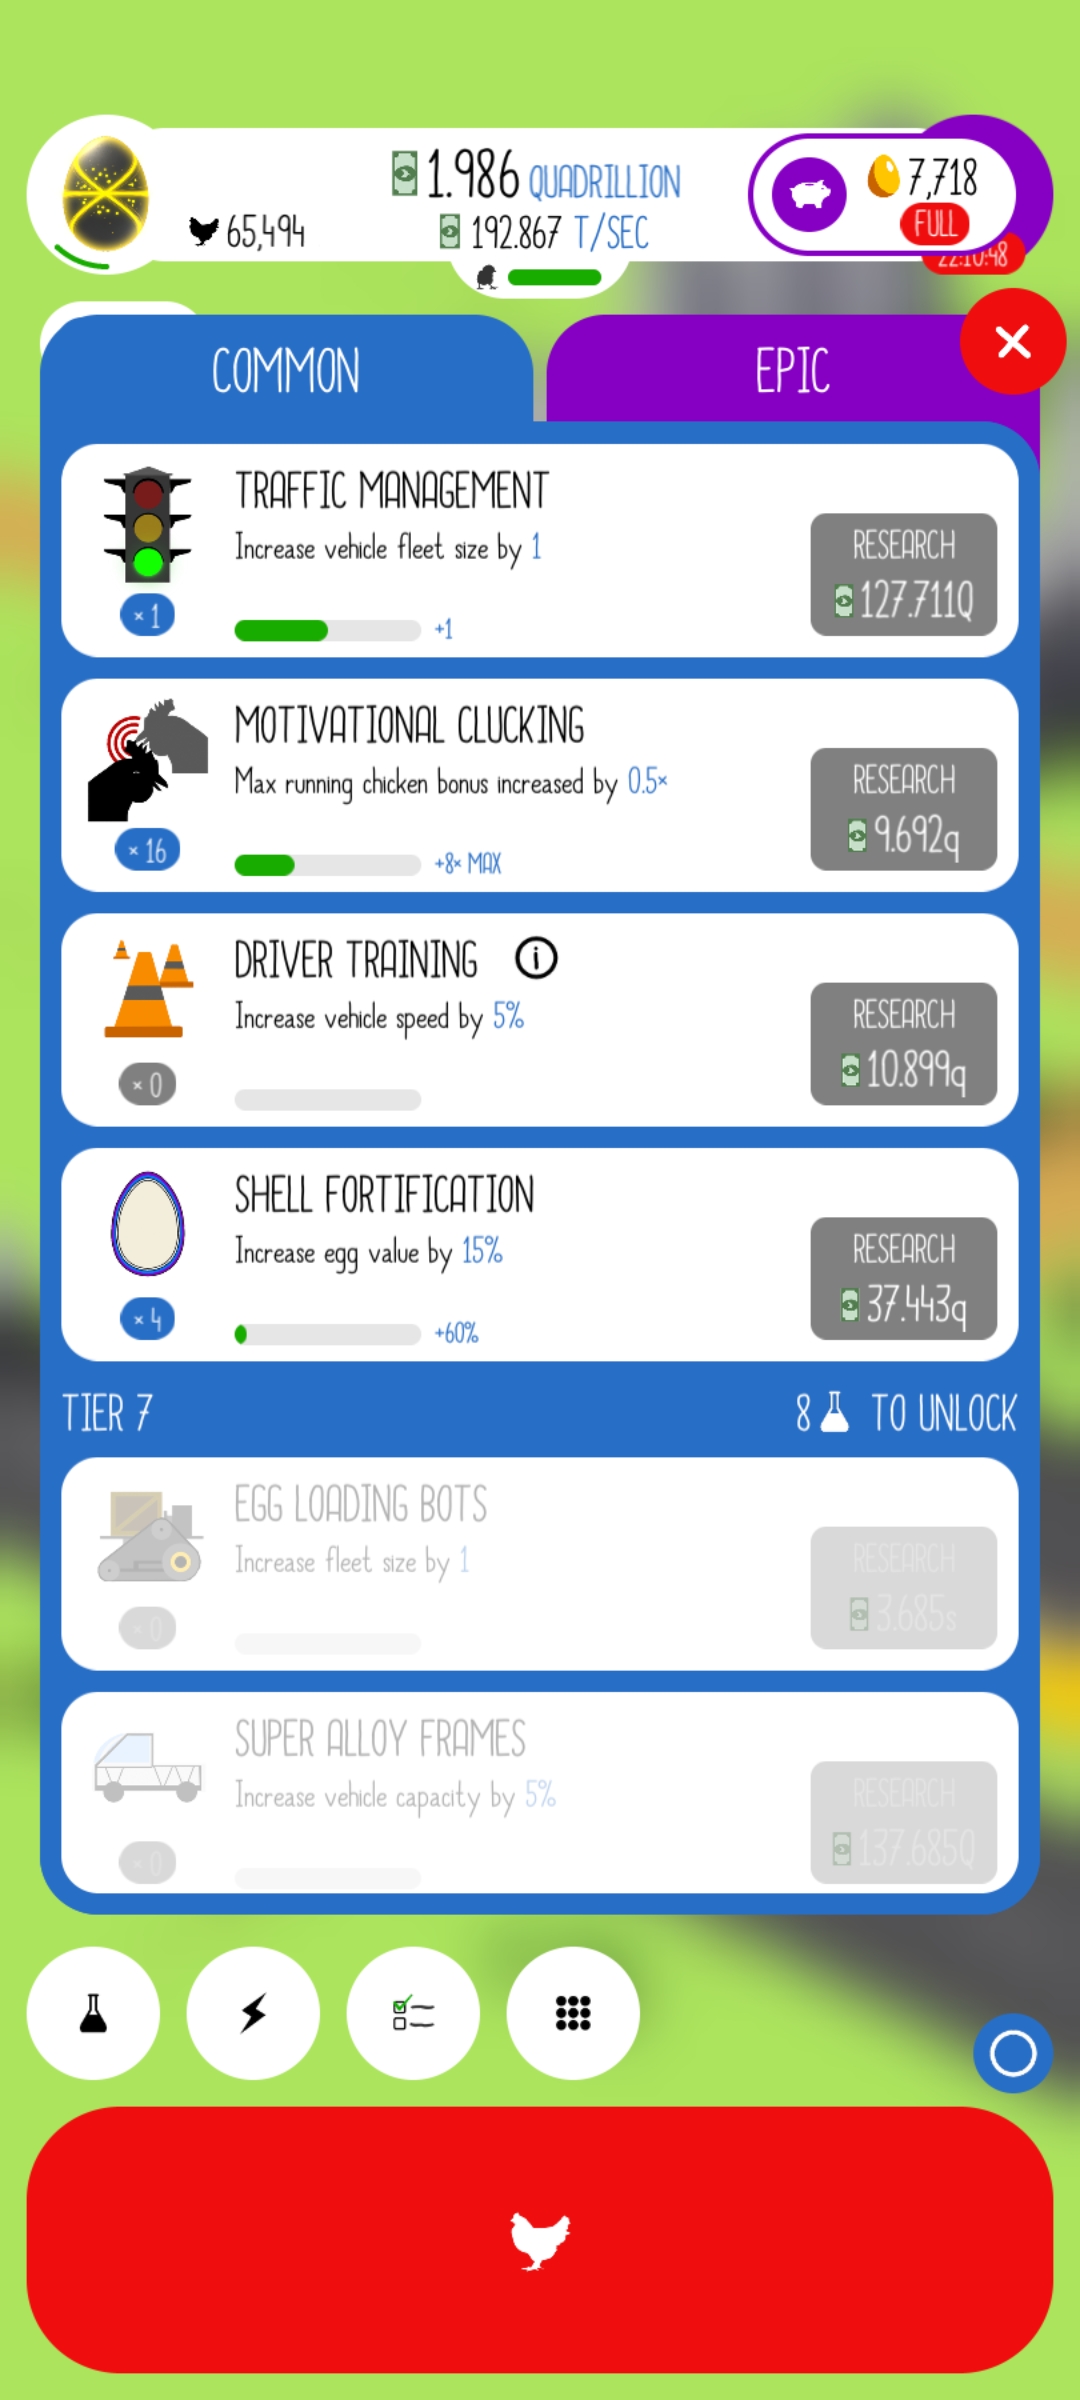 1.986 QUADRILLION
7,718
65,494
192.867 T/SEC
FULL
22:10:48
COMMON
EPIC
TRAFFIC MANAGEMENT
Increase vehicle fleet size by 1
RESEARCH
127.711Q
× 1
+1
MOTIVATIONAL CLUCKING
Max running chicken bonus increased by 0.5×
RESEARCH
9.692q
× 16
+8× MAX
DRIVER TRAINING i
Increase vehicle speed by 5%
RESEARCH
10.899q
× 0
SHELL FORTIFICATION
Increase egg value by 15%
RESEARCH
37.443q
× 4
+60%
TIER 7
8 TO UNLOCK
EGG LOADING BOTS
Increase fleet size by 1
RESEARCH
3.685s
× 0
SUPER ALLOY FRAMES
Increase vehicle capacity by 5%
RESEARCH
137.685Q
× 0